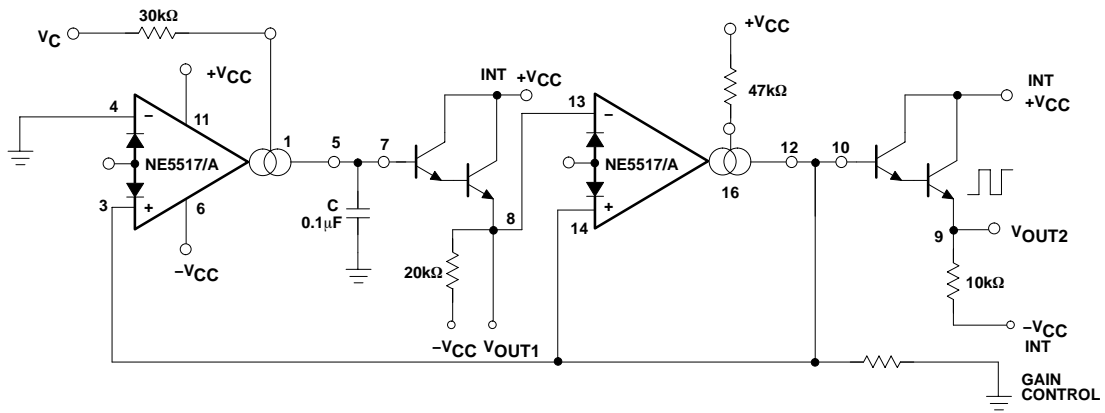 30kΩ
VC
+VCC
4
−
11
NE5517/A
1
3
+
6
−VCC
5
7
C
0.1µF
INT
+VCC
8
20kΩ
−VCC
VOUT1
+VCC
47kΩ
13
−
NE5517/A
+
14
16
12
10
INT
+VCC
9
VOUT2
10kΩ
−VCC
INT
GAIN
CONTROL